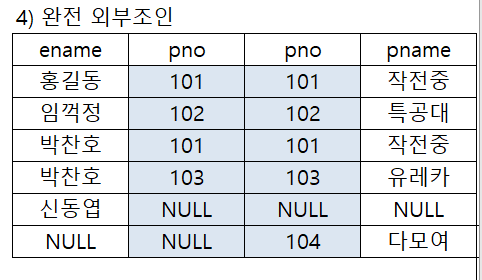 4) 완전 외부조인
ename pno pno pname
홍길동 101 101 작전중
임꺽정 102 102 특공대
박찬호 101 101 작전중
박찬호 103 103 유레카
신동엽 NULL NULL NULL
NULL NULL 104 다모여